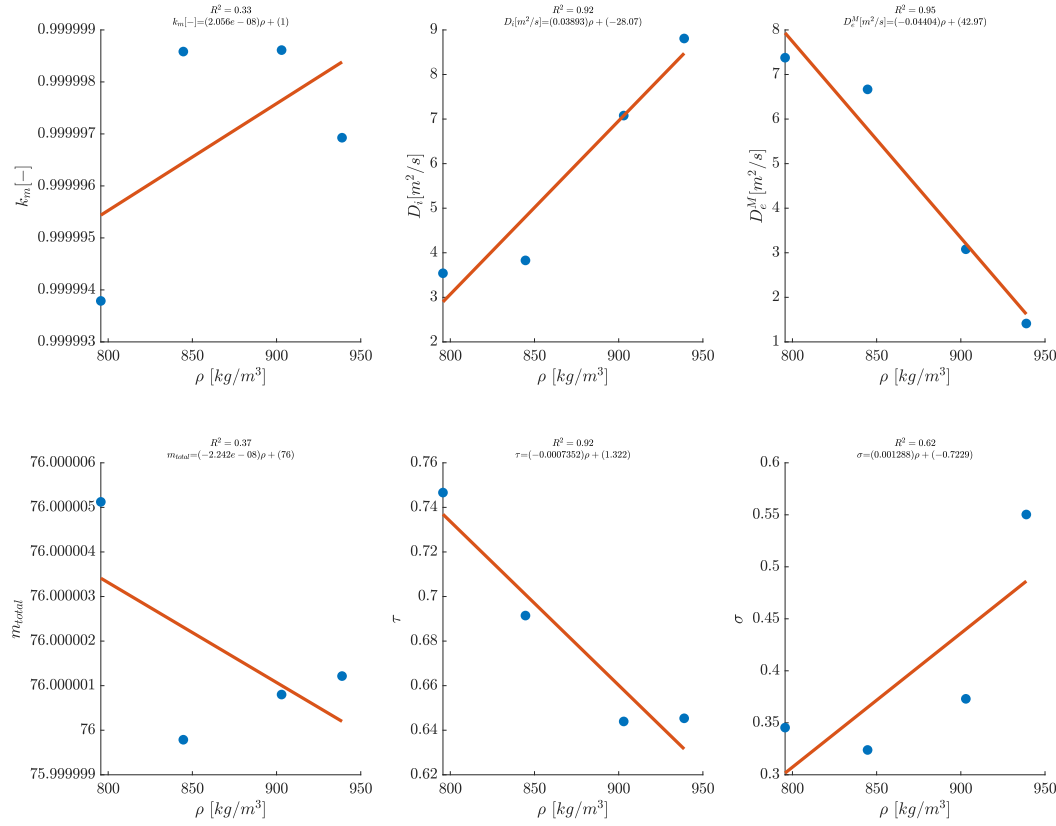 R² = 0.33
k_m[−]=(2.056e − 08)ρ + (1)
0.999999
0.999998
0.999997
0.999996
0.999995
0.999994
0.999993
k_m[−]
800 850 900 950
ρ [kg/m³]
R² = 0.92
D_i[m²/s]=(0.03893)ρ + (−28.07)
9
8
7
6
5
4
3
2
D_i[m²/s]
800 850 900 950
ρ [kg/m³]
R² = 0.95
D_e^M[m²/s]=(−0.04404)ρ + (42.97)
8
7
6
5
4
3
2
1
D_e^M[m²/s]
800 850 900 950
ρ [kg/m³]
R² = 0.37
m_total=(−2.242e − 08)ρ + (76)
76.000006
76.000005
76.000004
76.000003
76.000002
76.000001
76
75.999999
m_total
800 850 900 950
ρ [kg/m³]
R² = 0.92
τ=(−0.0007352)ρ + (1.322)
0.76
0.74
0.72
0.7
0.68
0.66
0.64
0.62
τ
800 850 900 950
ρ [kg/m³]
R² = 0.62
σ=(0.001288)ρ + (−0.7229)
0.6
0.55
0.5
0.45
0.4
0.35
0.3
σ
800 850 900 950
ρ [kg/m³]